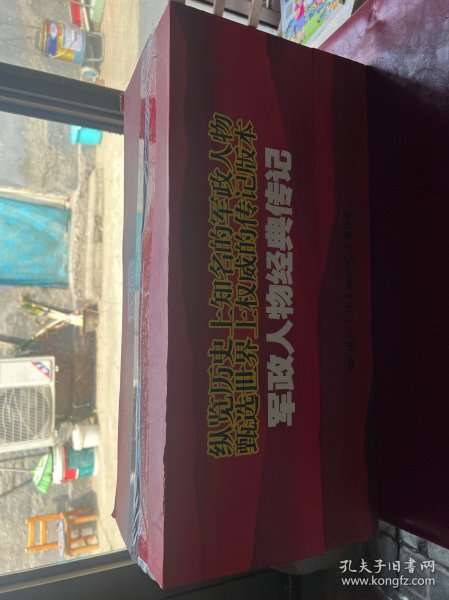 纵览历史上知名的军政人物
甄选世界上权威的传记版本
军政人物经典传记
孔夫子旧书网
www.kongfz.com